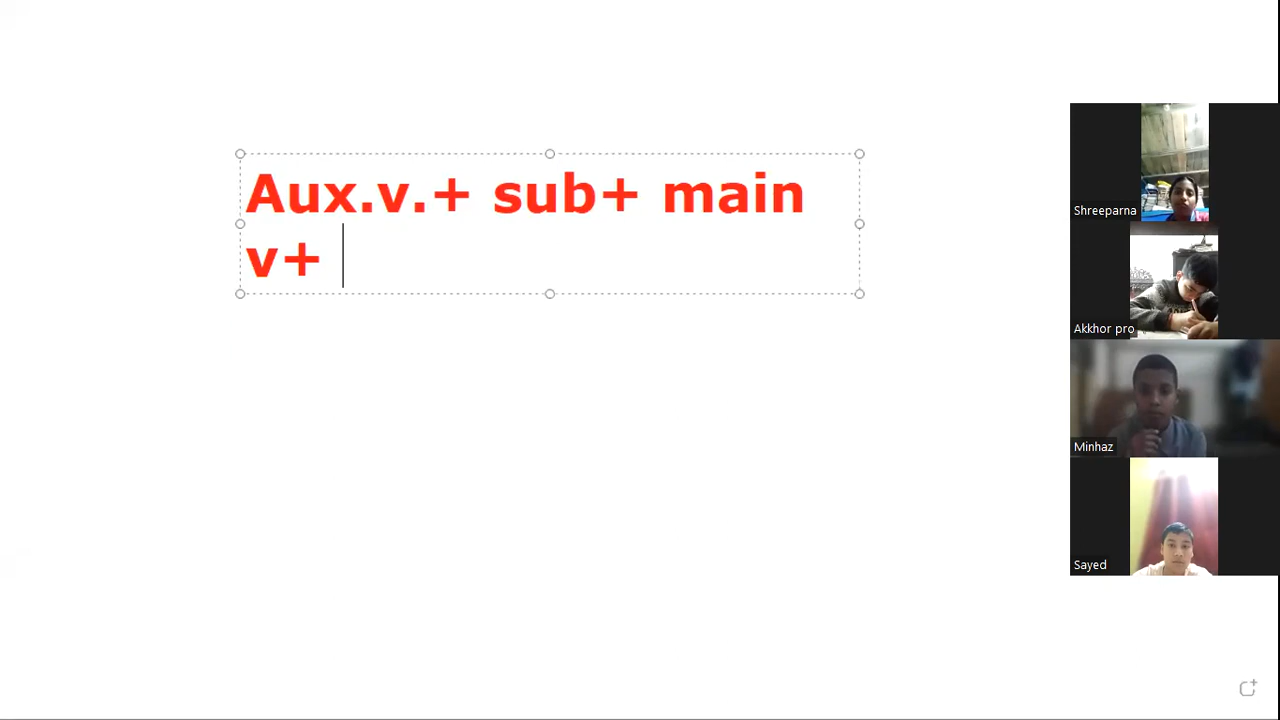 Aux.v.+ sub+ main
v+
Shreeparna
Akkhor pro
Minhaz
Sayed